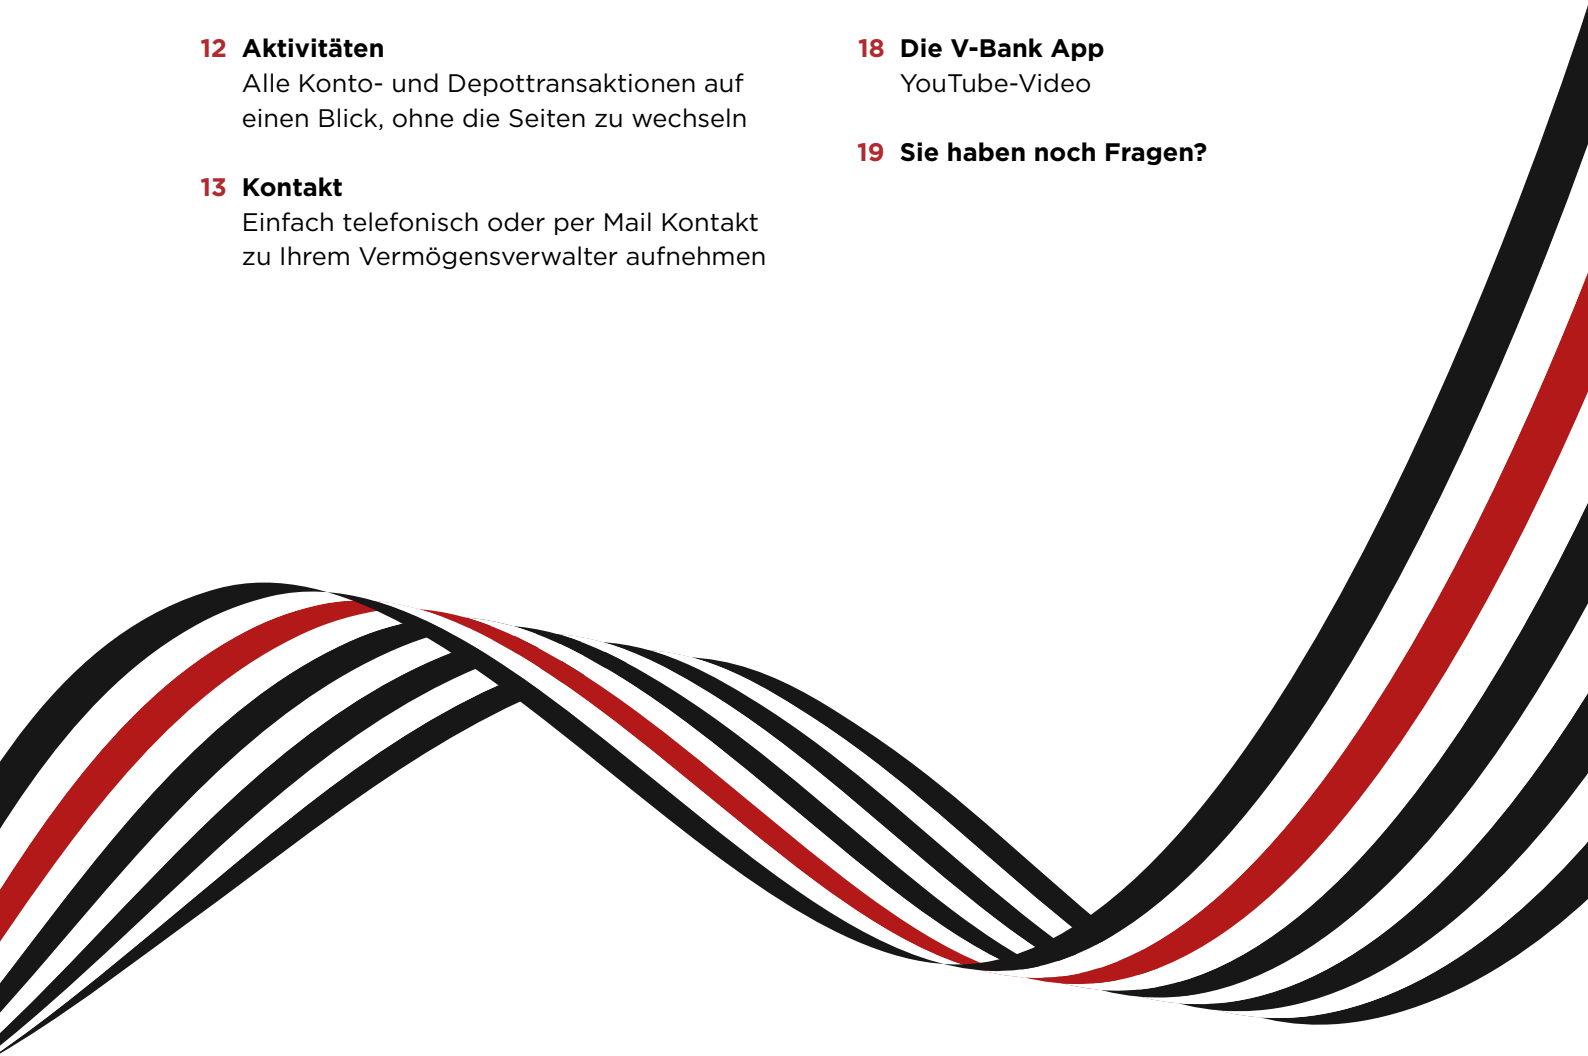 12 Aktivitäten
Alle Konto- und Depottransaktionen auf
einen Blick, ohne die Seiten zu wechseln
13 Kontakt
Einfach telefonisch oder per Mail Kontakt
zu Ihrem Vermögensverwalter aufnehmen
18 Die V-Bank App
YouTube-Video
19 Sie haben noch Fragen?